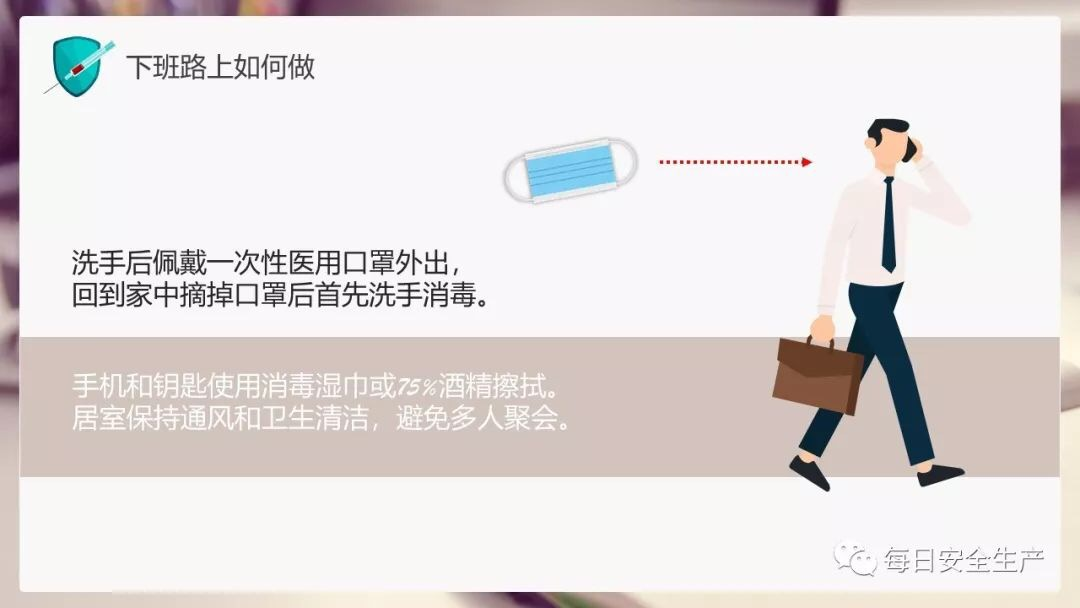 下班路上如何做
洗手后佩戴一次性医用口罩外出，
回到家中摘掉口罩后首先洗手消毒。
手机和钥匙使用消毒湿巾或75%酒精擦拭。
居室保持通风和卫生清洁，避免多人聚会。
每日安全生产